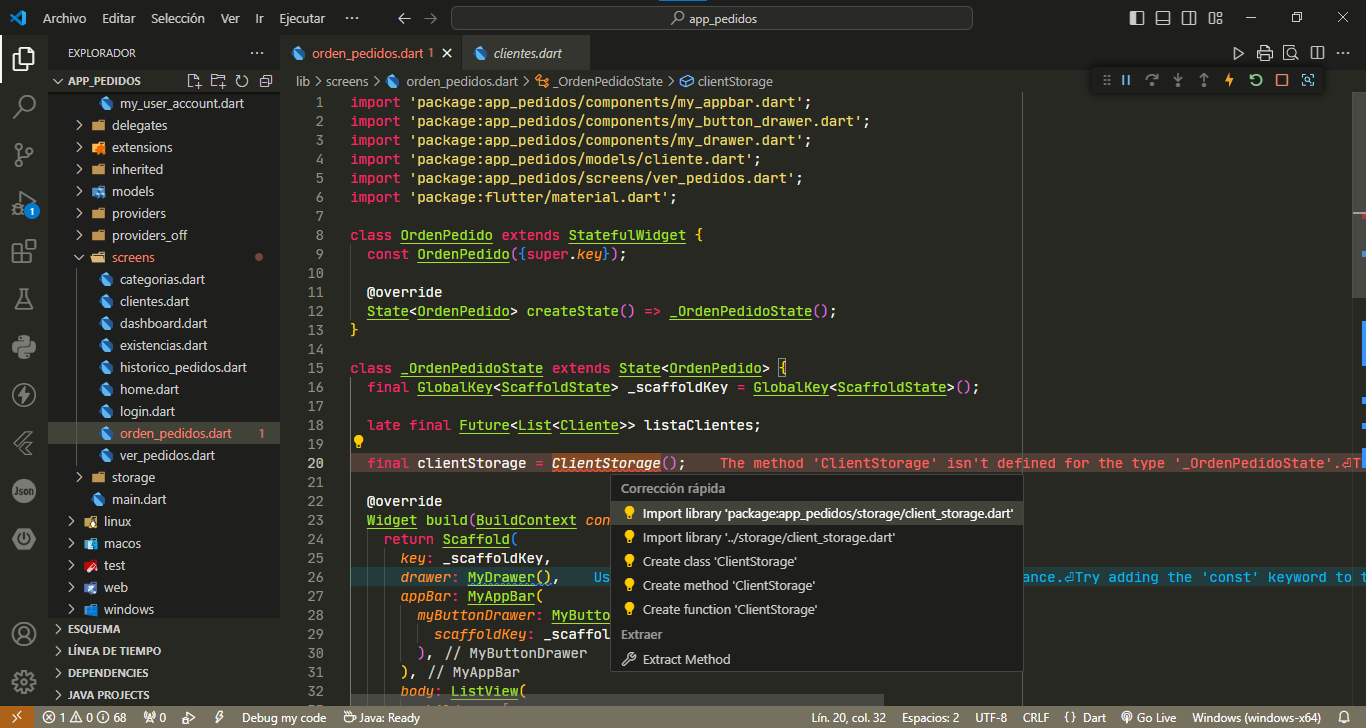 Archivo Editar Selección Ver Ir Ejecutar ··· app_pedidos
EXPLORADOR ···
APP_PEDIDOS
my_user_account.dart
delegates
extensions
inherited
models
providers
providers_off
screens
categorias.dart
clientes.dart
dashboard.dart
existencias.dart
historico_pedidos.dart
home.dart
login.dart
orden_pedidos.dart 1
ver_pedidos.dart
storage
main.dart
linux
macos
test
web
windows
ESQUEMA
LÍNEA DE TIEMPO
DEPENDENCIES
JAVA PROJECTS
1
Json
orden_pedidos.dart 1 clientes.dart
lib > screens > orden_pedidos.dart > _OrdenPedidoState > clientStorage
1 import 'package:app_pedidos/components/my_appbar.dart';
2 import 'package:app_pedidos/components/my_button_drawer.dart';
3 import 'package:app_pedidos/components/my_drawer.dart';
4 import 'package:app_pedidos/models/cliente.dart';
5 import 'package:app_pedidos/screens/ver_pedidos.dart';
6 import 'package:flutter/material.dart';
7
8 class OrdenPedido extends StatefulWidget {
9 const OrdenPedido({super.key});
10
11 @override
12 State<OrdenPedido> createState() => _OrdenPedidoState();
13 }
14
15 class _OrdenPedidoState extends State<OrdenPedido> {
16 final GlobalKey<ScaffoldState> _scaffoldKey = GlobalKey<ScaffoldState>();
17
18 late final Future<List<Cliente>> listaClientes;
19
20 final clientStorage = ClientStorage(); The method 'ClientStorage' isn't defined for the type '_OrdenPedidoState'.⏎T
21
22 @override
23 Widget build(BuildContext con
24 return Scaffold(
25 key: _scaffoldKey,
26 drawer: MyDrawer(), Us ance.⏎Try adding the 'const' keyword to t
27 appBar: MyAppBar(
28 myButtonDrawer: MyButto
29 scaffoldKey: _scaffol
30 ), // MyButtonDrawer
31 ), // MyAppBar
32 body: ListView(
Corrección rápida
Import library 'package:app_pedidos/storage/client_storage.dart'
Import library '../storage/client_storage.dart'
Create class 'ClientStorage'
Create method 'ClientStorage'
Create function 'ClientStorage'
Extraer
Extract Method
1 0 68 0 Debug my code Java: Ready Lín. 20, col. 32 Espacios: 2 UTF-8 CRLF {} Dart Go Live Windows (windows-x64)